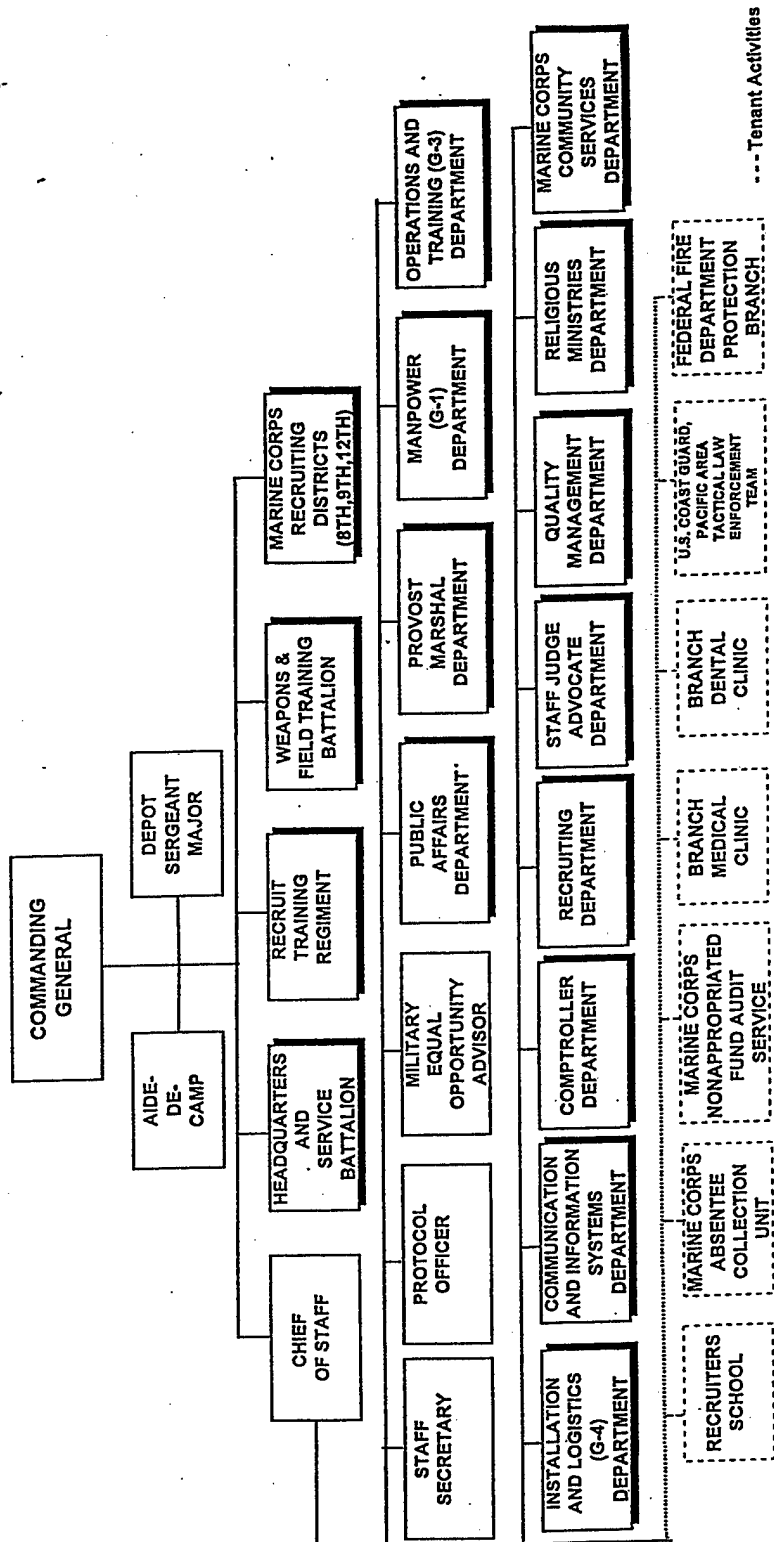 COMMANDING
GENERAL
AIDE-
DE-
CAMP
DEPOT
SERGEANT
MAJOR
CHIEF
OF STAFF
HEADQUARTERS
AND
SERVICE
BATTALION
RECRUIT
TRAINING
REGIMENT
WEAPONS &
FIELD TRAINING
BATTALION
MARINE CORPS
RECRUITING
DISTRICTS
(8TH,9TH,12TH)
STAFF
SECRETARY
PROTOCOL
OFFICER
MILITARY
EQUAL
OPPORTUNITY
ADVISOR
PUBLIC
AFFAIRS
DEPARTMENT
PROVOST
MARSHAL
DEPARTMENT
MANPOWER
(G-1)
DEPARTMENT
OPERATIONS AND
TRAINING (G-3)
DEPARTMENT
INSTALLATION
AND LOGISTICS
(G-4)
DEPARTMENT
COMMUNICATION
AND INFORMATION
SYSTEMS
DEPARTMENT
COMPTROLLER
DEPARTMENT
RECRUITING
DEPARTMENT
STAFF JUDGE
ADVOCATE
DEPARTMENT
QUALITY
MANAGEMENT
DEPARTMENT
RELIGIOUS
MINISTRIES
DEPARTMENT
MARINE CORPS
COMMUNITY
SERVICES
DEPARTMENT
RECRUITERS
SCHOOL
MARINE CORPS
ABSENTEE
COLLECTION
UNIT
MARINE CORPS
NONAPPROPRIATED
FUND AUDIT
SERVICE
BRANCH
MEDICAL
CLINIC
BRANCH
DENTAL
CLINIC
U.S. COAST GUARD,
PACIFIC AREA
TACTICAL LAW
ENFORCEMENT
TEAM
FEDERAL FIRE
DEPARTMENT
PROTECTION
BRANCH
--- Tenant Activities